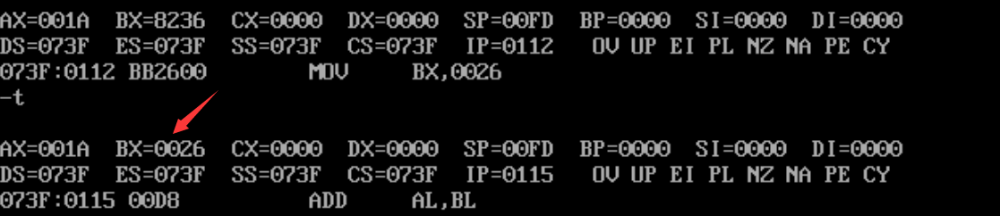 AX=001A  BX=8236  CX=0000  DX=0000  SP=00FD  BP=0000  SI=0000  DI=0000
DS=073F  ES=073F  SS=073F  CS=073F  IP=0112   OV UP EI PL NZ NA PE CY
073F:0112 BB2600        MOV     BX,0026
-t
AX=001A  BX=0026  CX=0000  DX=0000  SP=00FD  BP=0000  SI=0000  DI=0000
DS=073F  ES=073F  SS=073F  CS=073F  IP=0115   OV UP EI PL NZ NA PE CY
073F:0115 00D8          ADD     AL,BL